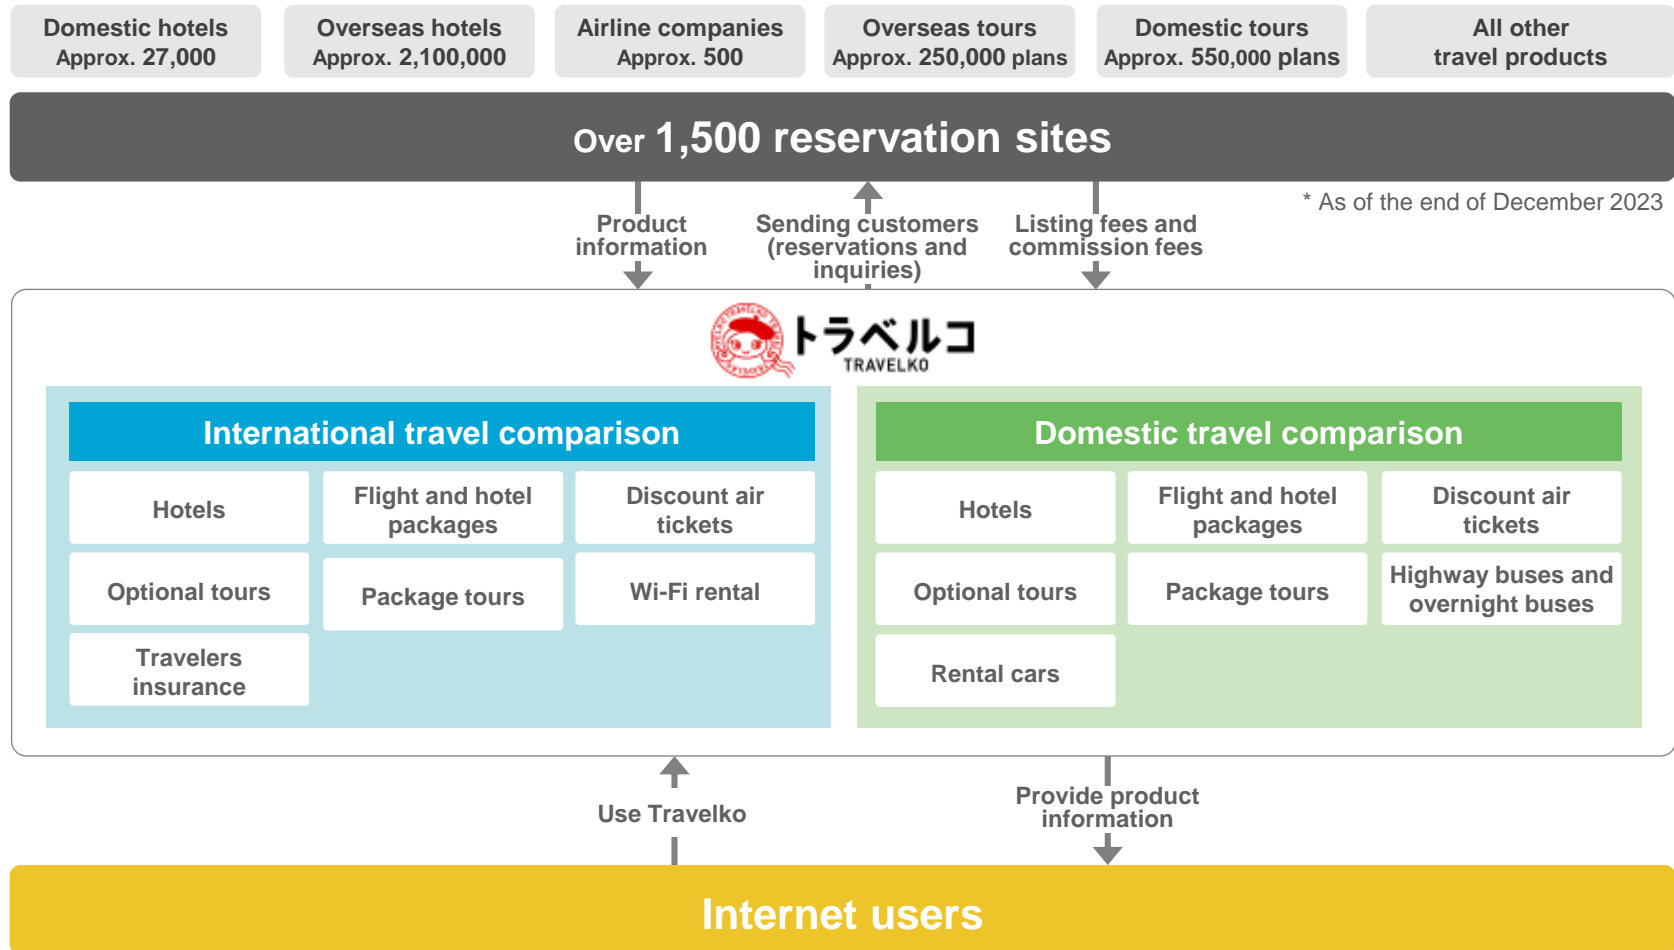 Domestic hotels
Approx. 27,000
Overseas hotels
Approx. 2,100,000
Airline companies
Approx. 500
Overseas tours
Approx. 250,000 plans
Domestic tours
Approx. 550,000 plans
All other
travel products
Over 1,500 reservation sites
* As of the end of December 2023
Product
information
Sending customers
(reservations and
inquiries)
Listing fees and
commission fees
トラベルコ
TRAVELKO
International travel comparison
Hotels
Flight and hotel
packages
Discount air
tickets
Optional tours
Package tours
Wi-Fi rental
Travelers
insurance
Domestic travel comparison
Hotels
Flight and hotel
packages
Discount air
tickets
Optional tours
Package tours
Highway buses and
overnight buses
Rental cars
Use Travelko
Provide product
information
Internet users